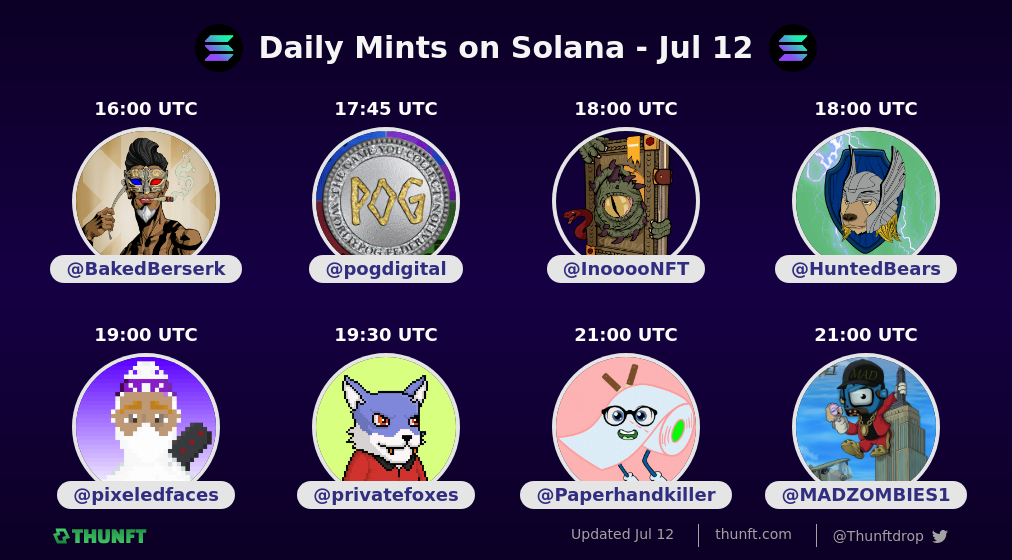 Daily Mints on Solana - Jul 12
16:00 UTC
17:45 UTC
18:00 UTC
18:00 UTC
POG
MAD
@BakedBerserk
@pogdigital
@InooooNFT
@HuntedBears
19:00 UTC
19:30 UTC
21:00 UTC
21:00 UTC
@pixeledfaces
@privatefoxes
@Paperhandkiller
@MADZOMBIES1
THUNFT
Updated Jul 12
thunft.com
@Thunftdrop